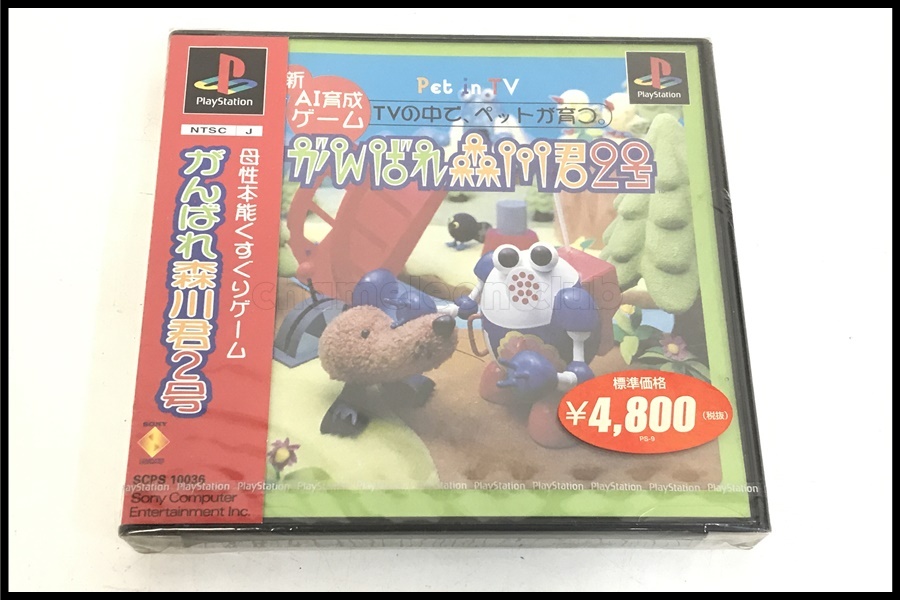 PlayStation
NTSC J
母性本能くすぐりゲーム
がんばれ森川君2号
SONY
SCPS 10036
Sony Computer
Entertainment Inc.
新
AI育成
ゲーム
Pet in TV
TVの中で、ペットが育つ。
がんばれ森川君2号
PlayStation
chameleonclub
標準価格
¥4,800
(税抜)
PS-9
PlayStation PlayStation PlayStation PlayStation PlayStation PlayStation PlayStation PlayStation PlayStation PlayStation